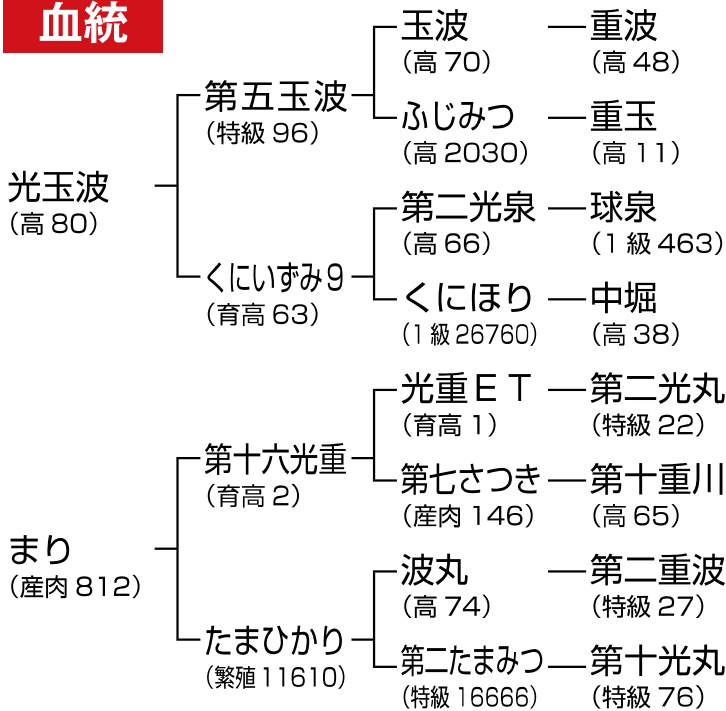 血統
光玉波
（高 80）
第五玉波
（特級 96）
玉波
（高 70）
重波
（高 48）
ふじみつ
（高 2030）
重玉
（高 11）
くにいずみ9
（育高 63）
第二光泉
（高 66）
球泉
（1 級 463）
くにほり
（1 級 26760）
中堀
（高 38）
まり
（産肉 812）
第十六光重
（育高 2）
光重ＥＴ
（育高 1）
第二光丸
（特級 22）
第七さつき
（産肉 146）
第十重川
（高 65）
たまひかり
（繁殖 11610）
波丸
（高 74）
第二重波
（特級 27）
第二たまみつ
（特級 16666）
第十光丸
（特級 76）